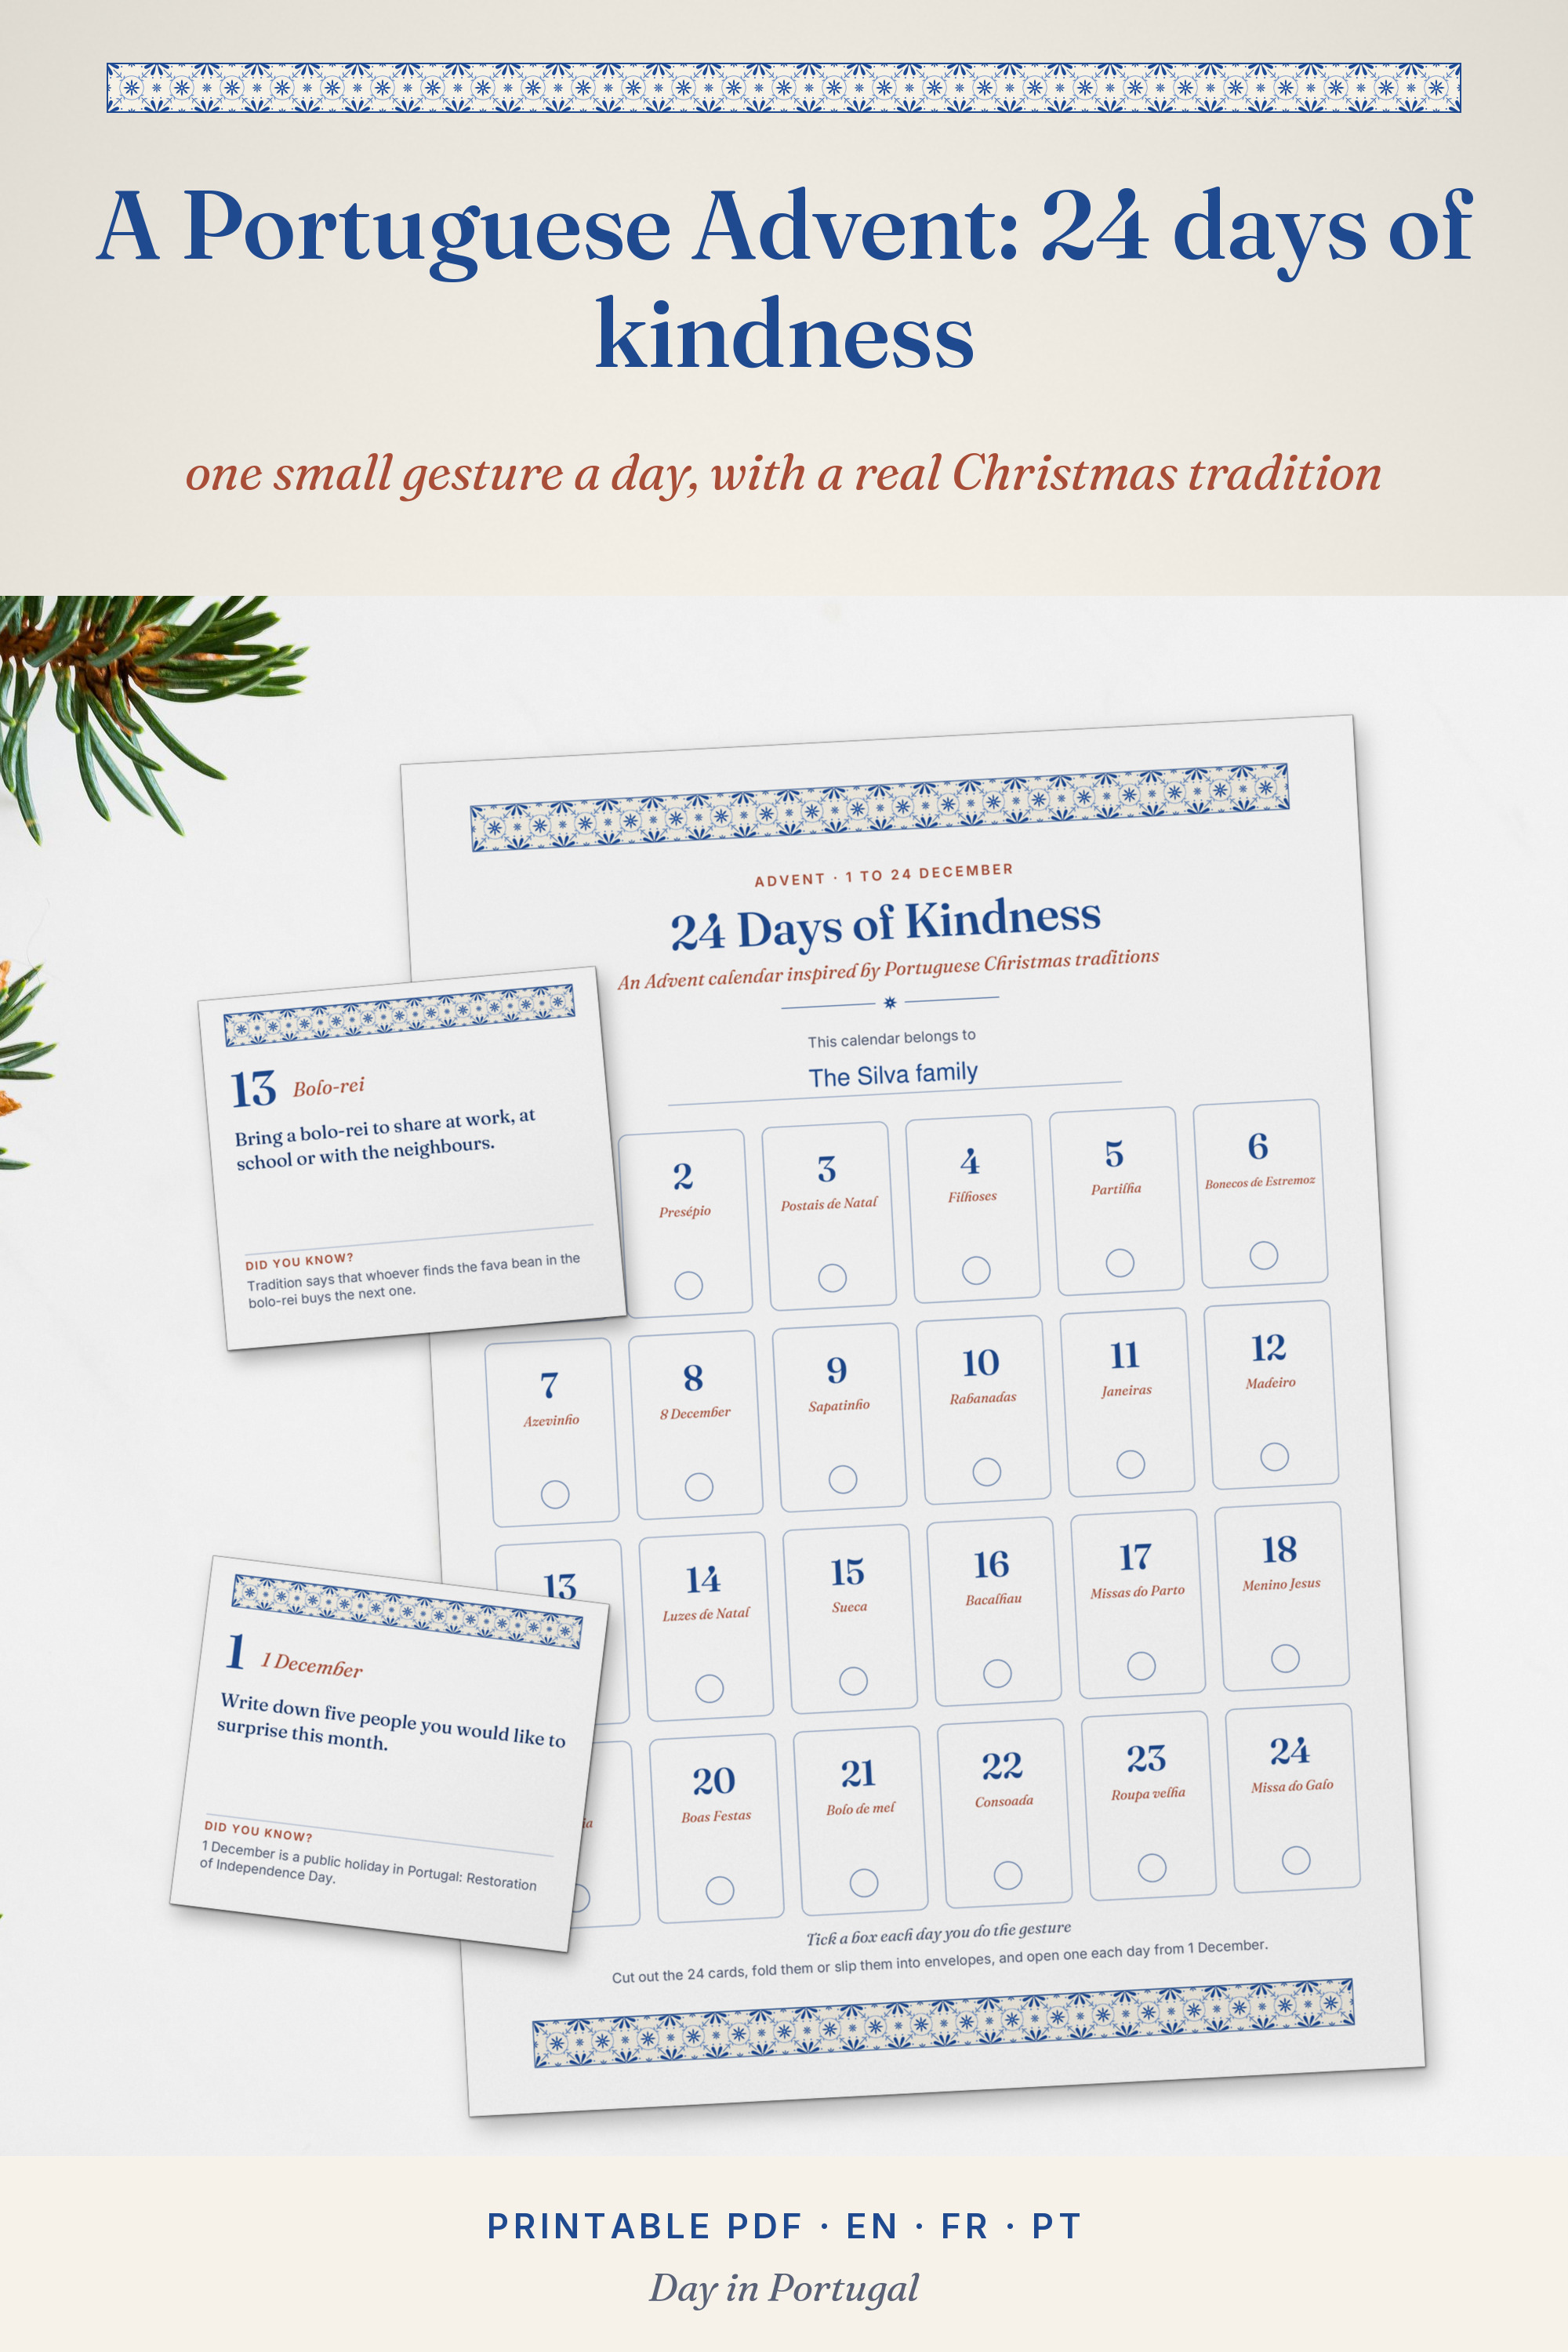 A Portuguese Advent: 24 days of
kindness
one small gesture a day, with a real Christmas tradition
ADVENT · 1 TO 24 DECEMBER
24 Days of Kindness
An Advent calendar inspired by Portuguese Christmas traditions
This calendar belongs to
The Silva family
13 Bolo-rei
Bring a bolo-rei to share at work, at
school or with the neighbours.
DID YOU KNOW?
Tradition says that whoever finds the fava bean in the
bolo-rei buys the next one.
2 3 4 5 6
Presépio Postais de Natal Filhoses Partilha Bonecos de Estremoz
7 8 9 10 11 12
Azevinho 8 December Sapatinho Rabanadas Janeiras Madeiro
13 14 15 16 17 18
Luzes de Natal Sueca Bacalhau Missas do Parto Menino Jesus
1 1 December
Write down five people you would like to
surprise this month.
DID YOU KNOW?
1 December is a public holiday in Portugal: Restoration
of Independence Day.
20 21 22 23 24
Boas Festas Bolo de mel Consoada Roupa velha Missa do Galo
Tick a box each day you do the gesture
Cut out the 24 cards, fold them or slip them into envelopes, and open one each day from 1 December.
PRINTABLE PDF · EN · FR · PT
Day in Portugal